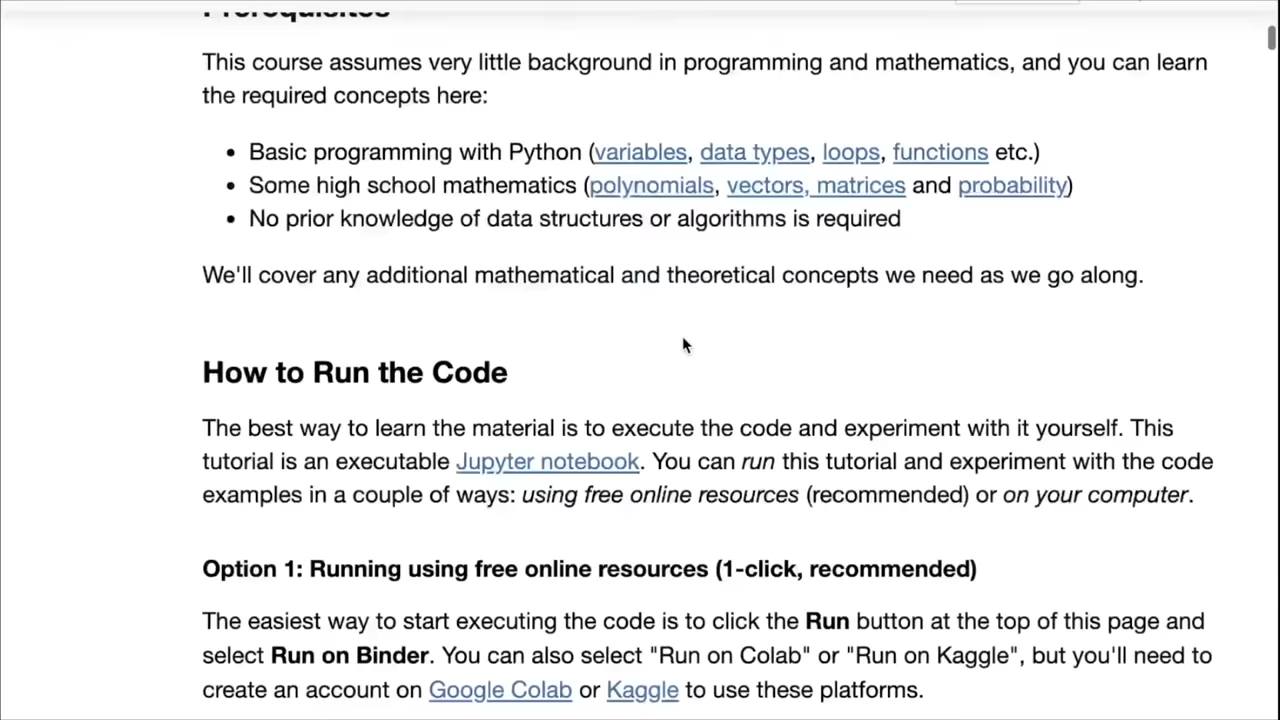 Prerequisites
This course assumes very little background in programming and mathematics, and you can learn
the required concepts here:
• Basic programming with Python (variables, data types, loops, functions etc.)
• Some high school mathematics (polynomials, vectors, matrices and probability)
• No prior knowledge of data structures or algorithms is required
We'll cover any additional mathematical and theoretical concepts we need as we go along.
How to Run the Code
The best way to learn the material is to execute the code and experiment with it yourself. This
tutorial is an executable Jupyter notebook. You can run this tutorial and experiment with the code
examples in a couple of ways: using free online resources (recommended) or on your computer.
Option 1: Running using free online resources (1-click, recommended)
The easiest way to start executing the code is to click the Run button at the top of this page and
select Run on Binder. You can also select "Run on Colab" or "Run on Kaggle", but you'll need to
create an account on Google Colab or Kaggle to use these platforms.